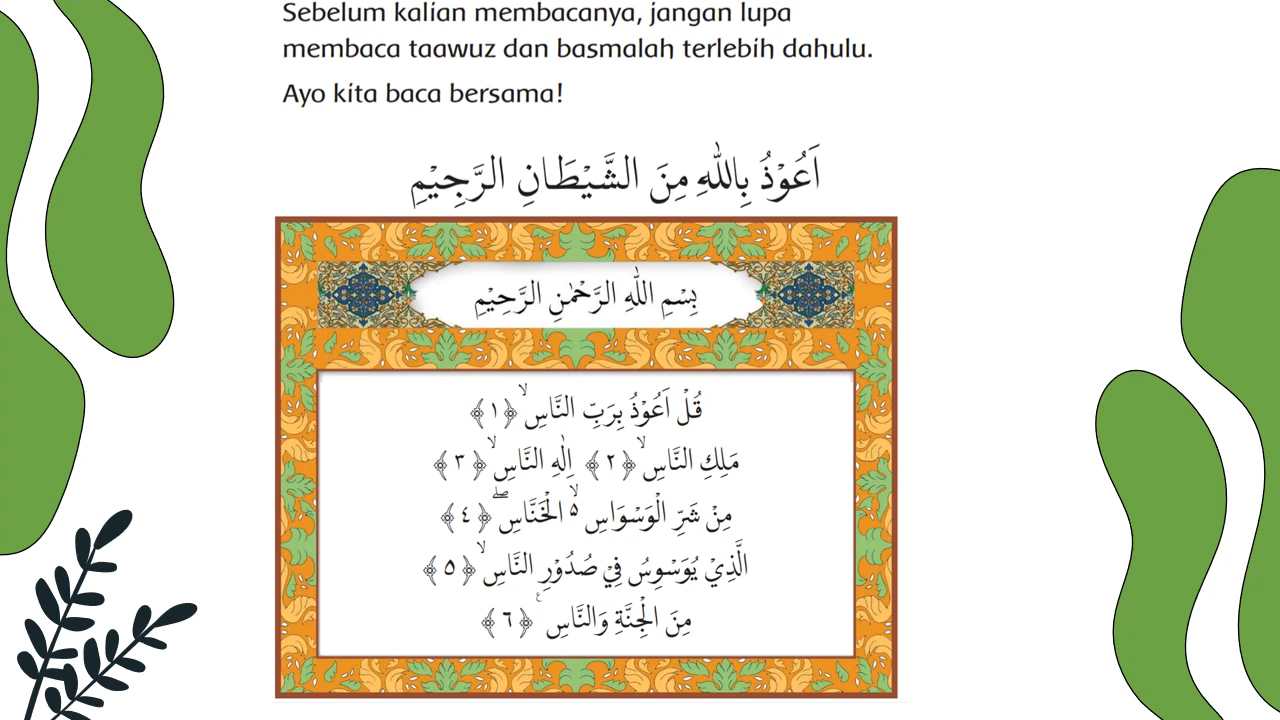 Sebelum kalian membacanya, jangan lupa
membaca taawuz dan basmalah terlebih dahulu.
Ayo kita baca bersama!
اَعُوْذُ بِاللّٰهِ مِنَ الشَّيْطَانِ الرَّجِيْمِ
بِسْمِ اللّٰهِ الرَّحْمٰنِ الرَّحِيْمِ
قُلْ اَعُوْذُ بِرَبِّ النَّاسِۙ ﴿١﴾
مَلِكِ النَّاسِۙ ﴿٢﴾ اِلٰهِ النَّاسِۙ ﴿٣﴾
مِنْ شَرِّ الْوَسْوَاسِ ەۙ الْخَنَّاسِۖ ﴿٤﴾
الَّذِيْ يُوَسْوِسُ فِيْ صُدُوْرِ النَّاسِۙ ﴿٥﴾
مِنَ الْجِنَّةِ وَالنَّاسِ ࣖ ﴿٦﴾